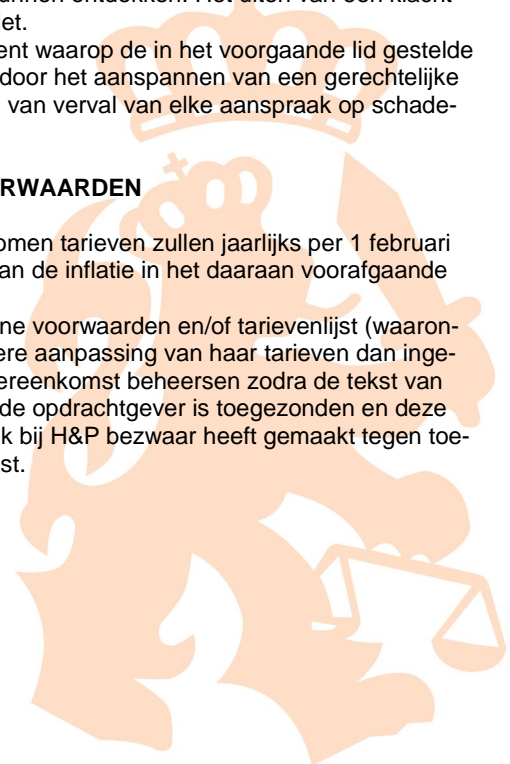 unnen ontdekken. Het uiten van een klacht
et.
ent waarop de in het voorgaande lid gestelde
door het aanspannen van een gerechtelijke
van verval van elke aanspraak op schade-
RWAARDEN
omen tarieven zullen jaarlijks per 1 februari
an de inflatie in het daaraan voorafgaande
ne voorwaarden en/of tarievenlijst (waaron-
ere aanpassing van haar tarieven dan inge-
ereenkomst beheersen zodra de tekst van
de opdrachtgever is toegezonden en deze
k bij H&P bezwaar heeft gemaakt tegen toe-
st.